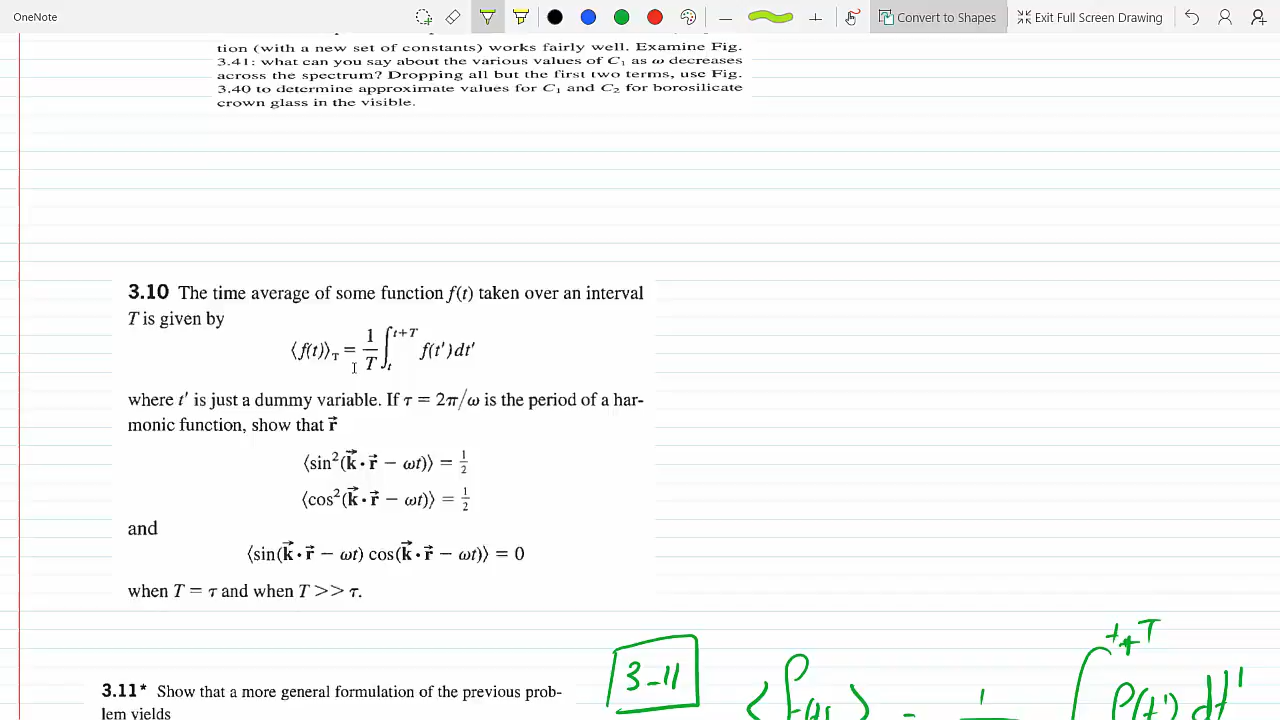 OneNote
Convert to Shapes
Exit Full Screen Drawing
tion (with a new set of constants) works fairly well. Examine Fig.
3.41: what can you say about the various values of C₁ as ω decreases
across the spectrum? Dropping all but the first two terms, use Fig.
3.40 to determine approximate values for C₁ and C₂ for borosilicate
crown glass in the visible.
3.10 The time average of some function f(t) taken over an interval
T is given by
⟨f(t)⟩_T = 1/T ∫_t^{t+T} f(t′) dt′
where t′ is just a dummy variable. If τ = 2π/ω is the period of a har-
monic function, show that r⃗
⟨sin²(k⃗ • r⃗ − ωt)⟩ = ½
⟨cos²(k⃗ • r⃗ − ωt)⟩ = ½
and
⟨sin(k⃗ • r⃗ − ωt) cos(k⃗ • r⃗ − ωt)⟩ = 0
when T = τ and when T >> τ.
3-11
t+T
3.11* Show that a more general formulation of the previous prob-
lem yields